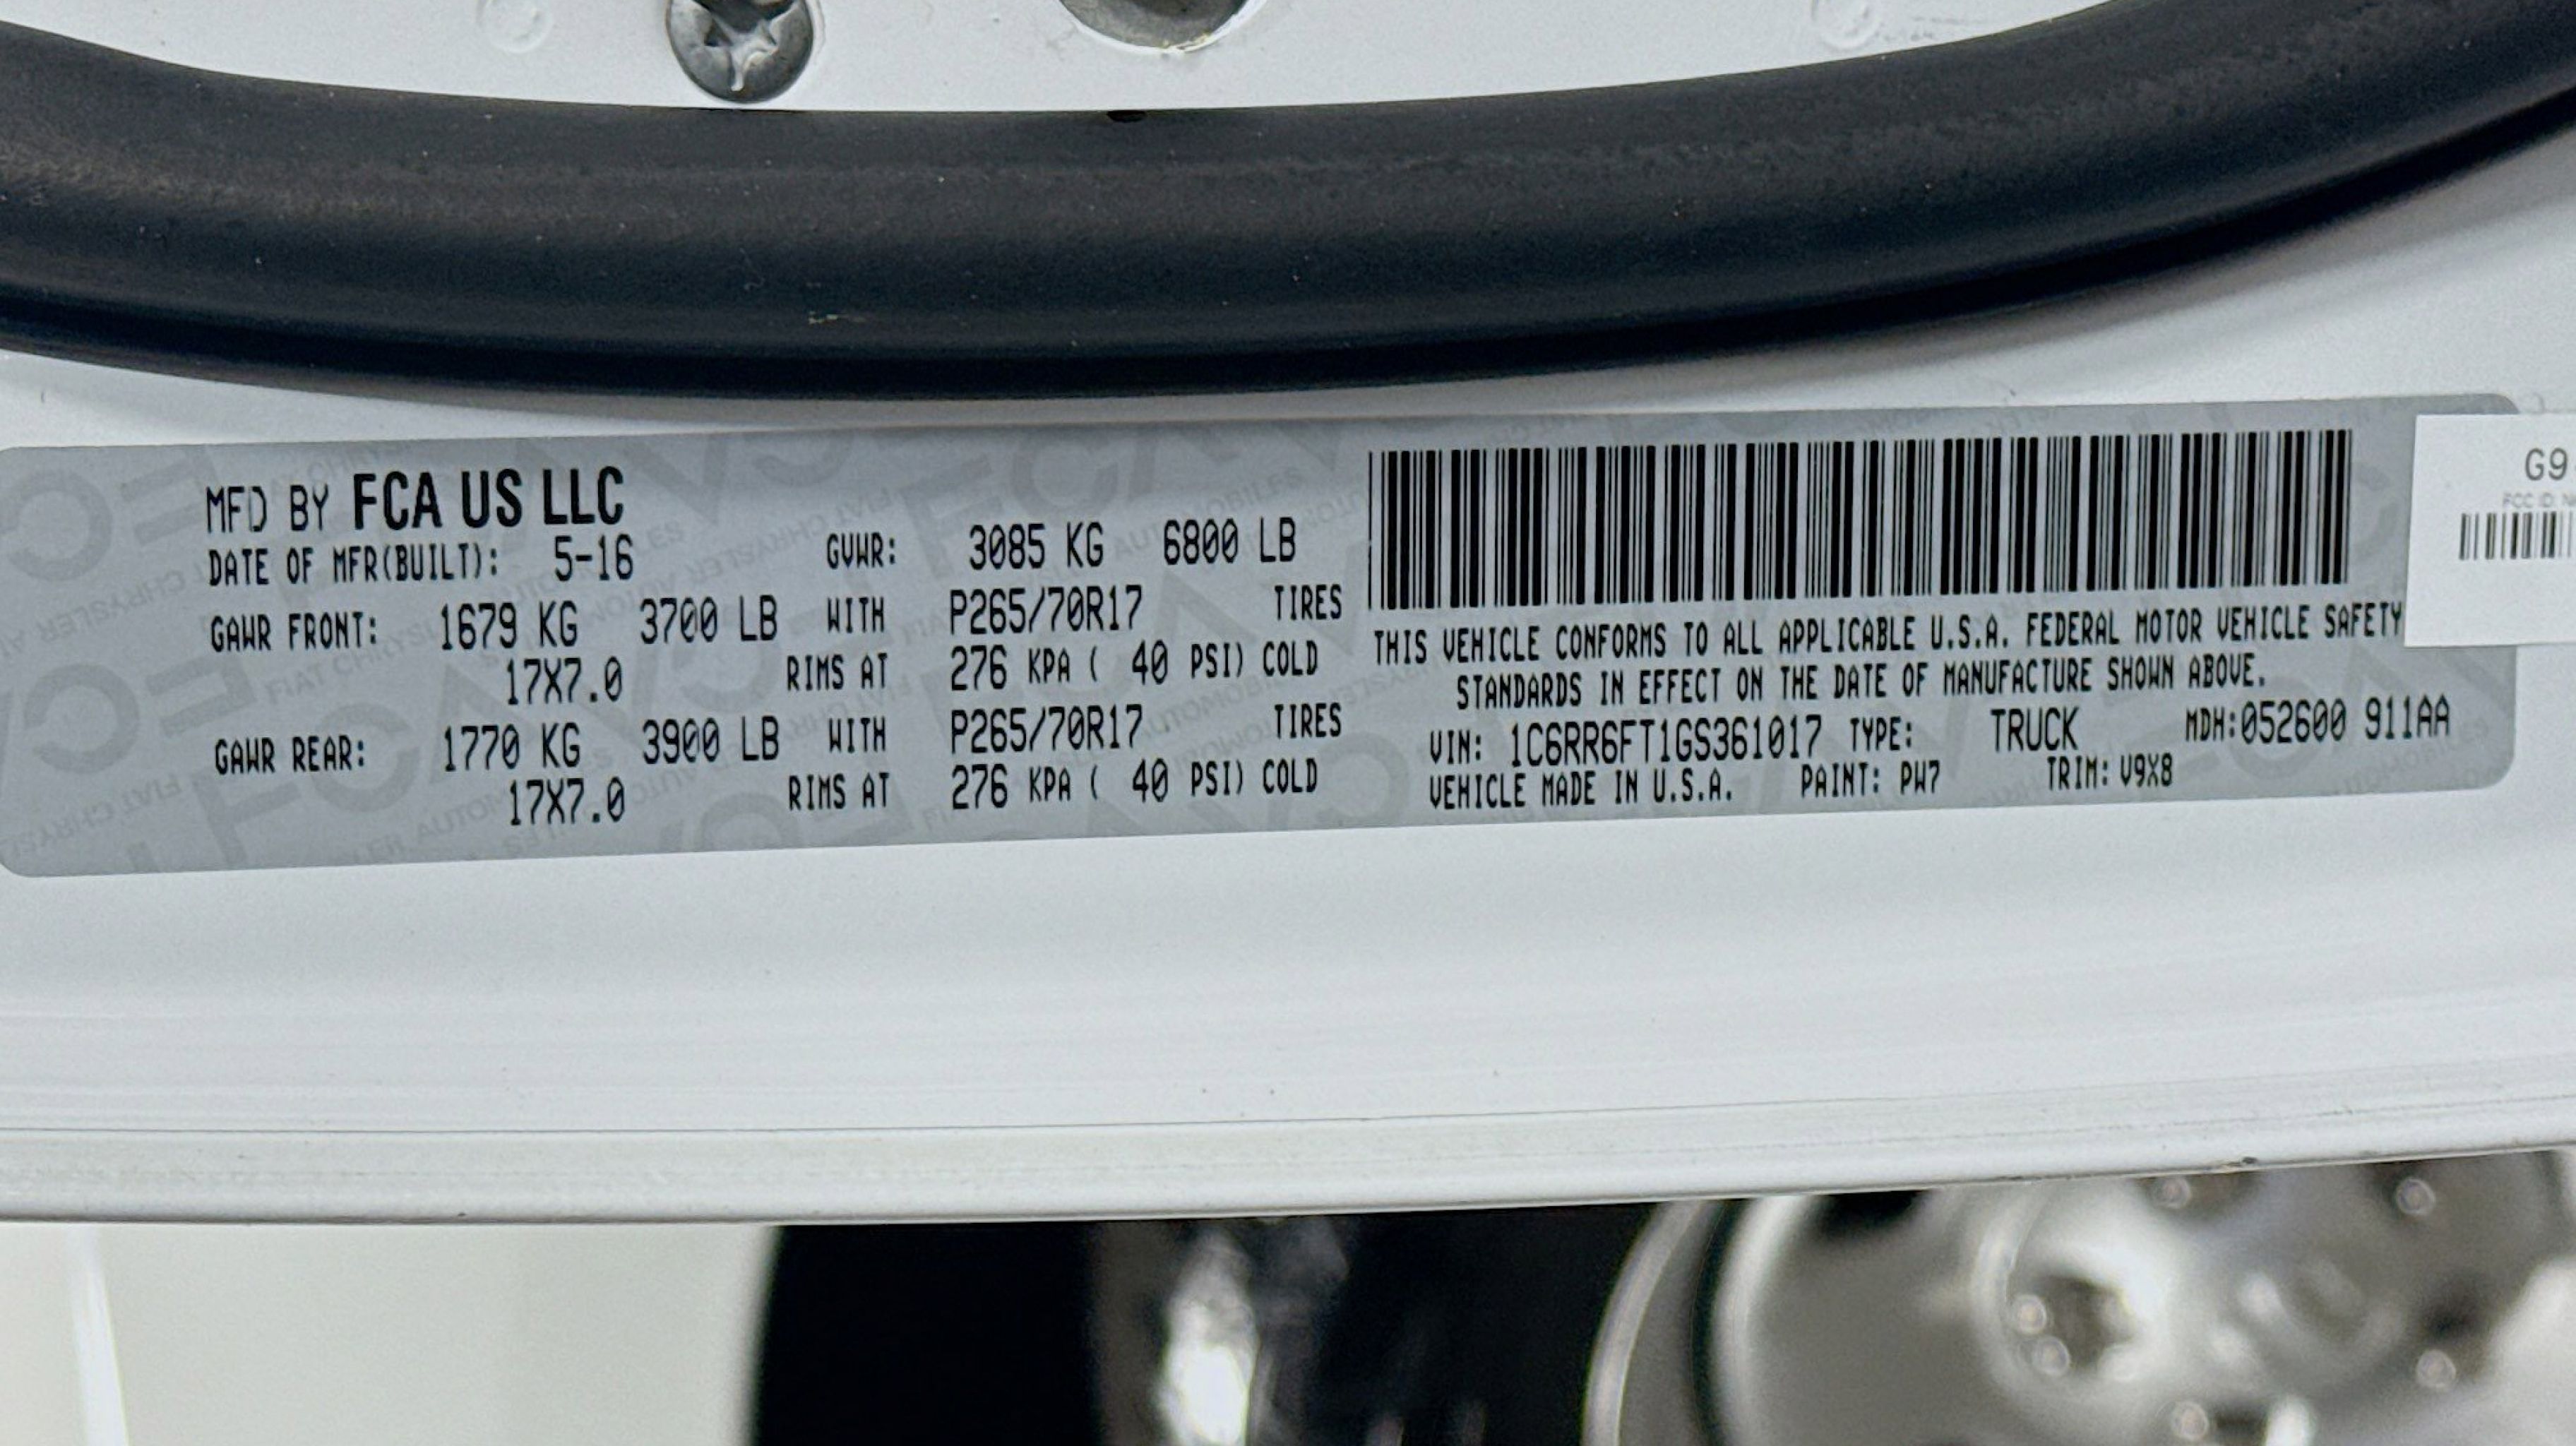 MFD BY FCA US LLC
DATE OF MFR(BUILT): 5-16 GVWR: 3085 KG 6800 LB
GAWR FRONT: 1679 KG 3700 LB WITH P265/70R17 TIRES
17X7.0 RIMS AT 276 KPA ( 40 PSI) COLD
GAWR REAR: 1770 KG 3900 LB WITH P265/70R17 TIRES
17X7.0 RIMS AT 276 KPA ( 40 PSI) COLD
THIS VEHICLE CONFORMS TO ALL APPLICABLE U.S.A. FEDERAL MOTOR VEHICLE SAFETY
STANDARDS IN EFFECT ON THE DATE OF MANUFACTURE SHOWN ABOVE.
VIN: 1C6RR6FT1GS361017 TYPE: TRUCK MDH:052600 911AA
VEHICLE MADE IN U.S.A. PAINT: PW7 TRIM: V9X8
G9
FCC ID: N